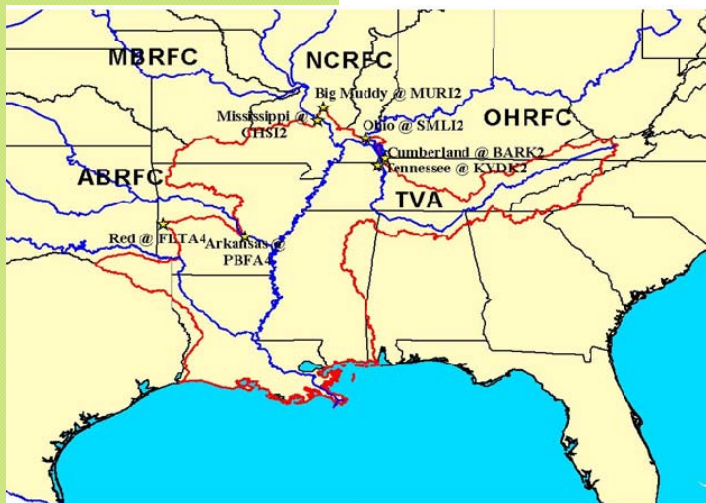 MBRFC
NCRFC
Big Muddy @ MURI2
Mississippi @
CHSI2
OHRFC
Ohio @ SMLI2
Cumberland @ BARK2
Tennessee @ KYDK2
ABRFC
TVA
Red @ FLTA4
Arkansas @
PBFA4